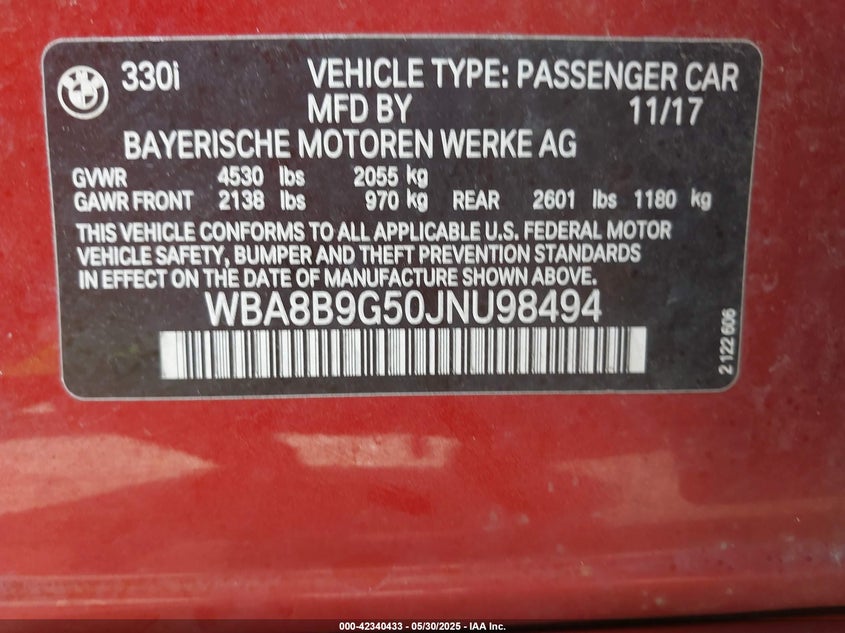 330i VEHICLE TYPE: PASSENGER CAR
MFD BY 11/17
BAYERISCHE MOTOREN WERKE AG
GVWR 4530 lbs 2055 kg
GAWR FRONT 2138 lbs 970 kg REAR 2601 lbs 1180 kg
THIS VEHICLE CONFORMS TO ALL APPLICABLE U.S. FEDERAL MOTOR
VEHICLE SAFETY, BUMPER AND THEFT PREVENTION STANDARDS
IN EFFECT ON THE DATE OF MANUFACTURE SHOWN ABOVE.
WBA8B9G50JNU98494
2 122 606
000-42340433 — 05/30/2025 — IAA Inc.